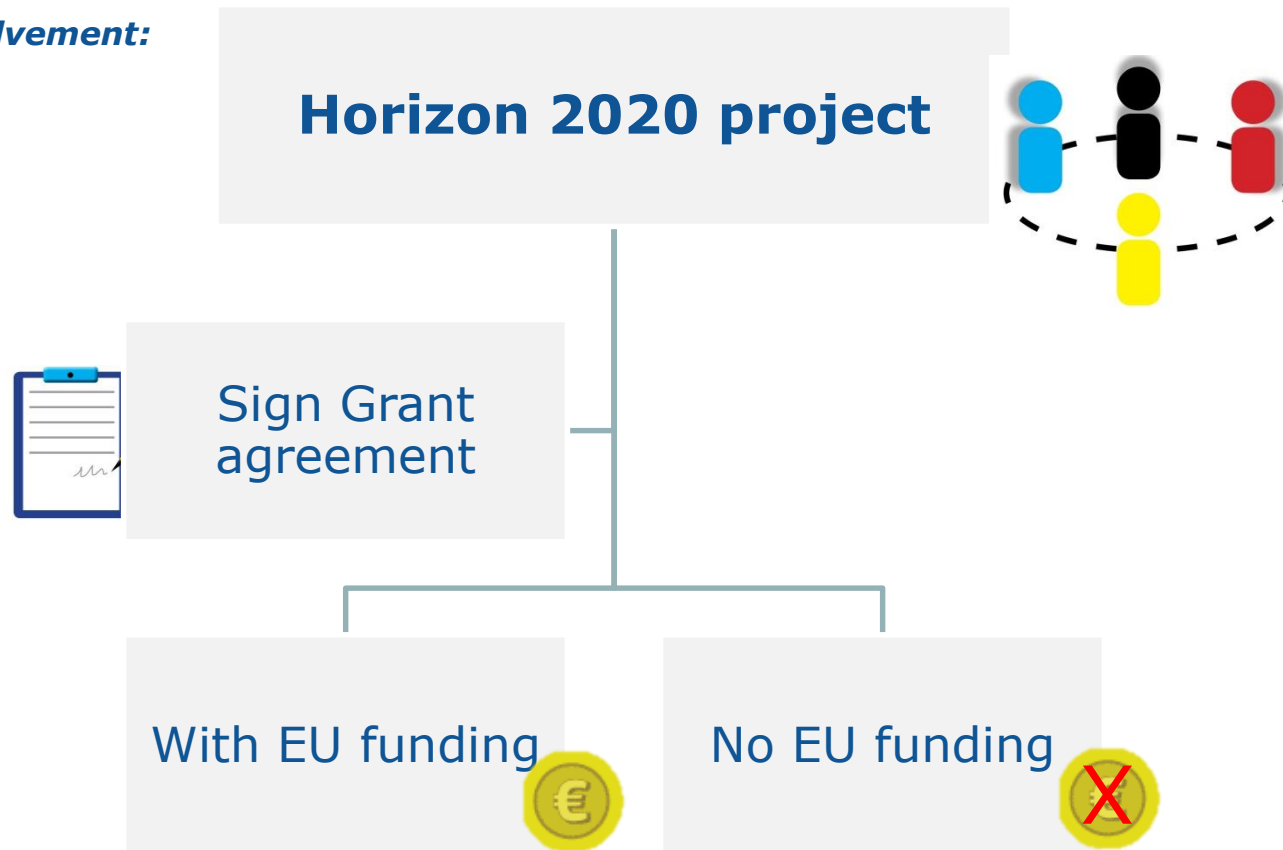 lvement:
Horizon 2020 project
Sign Grant
agreement
With EU funding
€
No EU funding
X